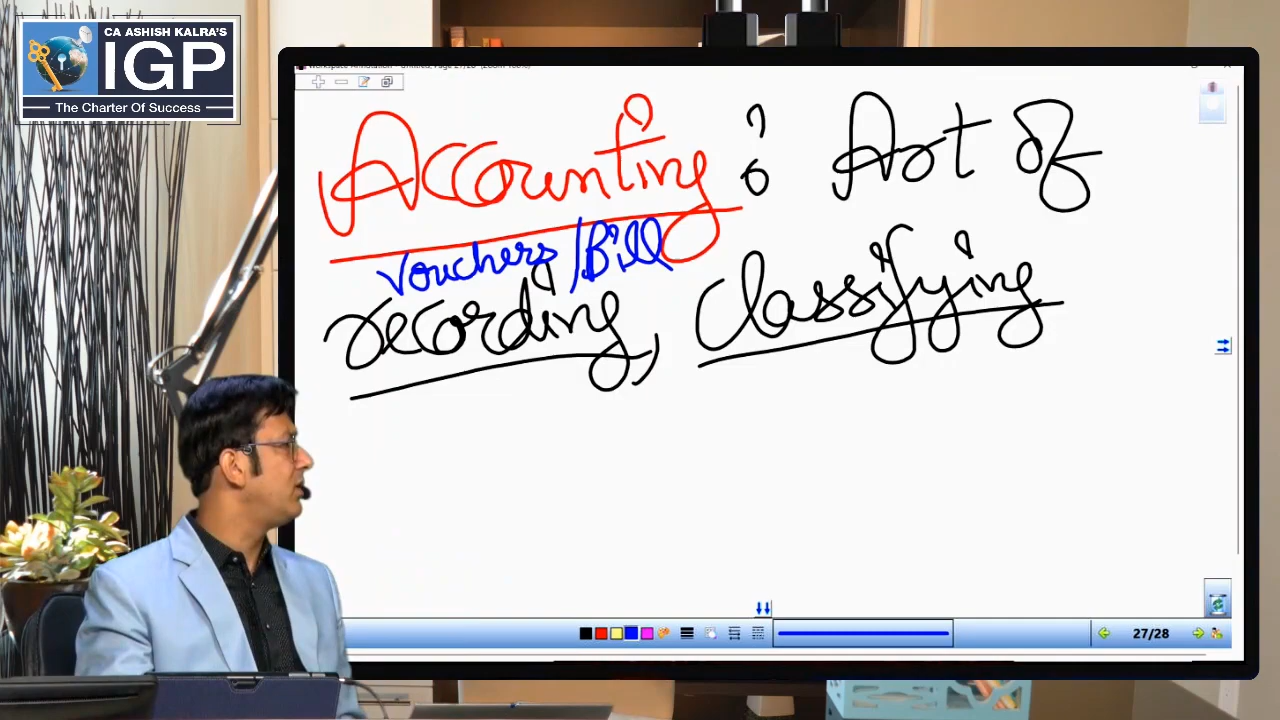 CA ASHISH KALRA'S
IGP
The Charter Of Success
Accounting : Art Of
Vouchers/Bill
recording, Classifying
27/28